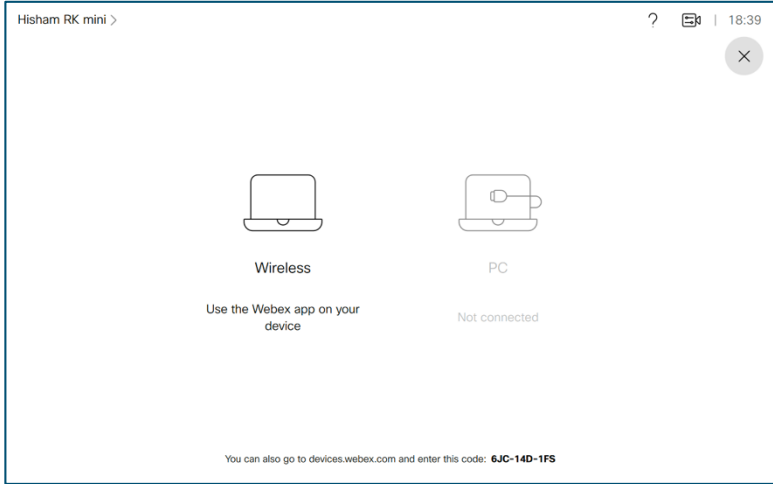 Hisham RK mini >
? | 18:39
Wireless
PC
Use the Webex app on your
device
Not connected
You can also go to devices.webex.com and enter this code: 6JC-14D-1FS